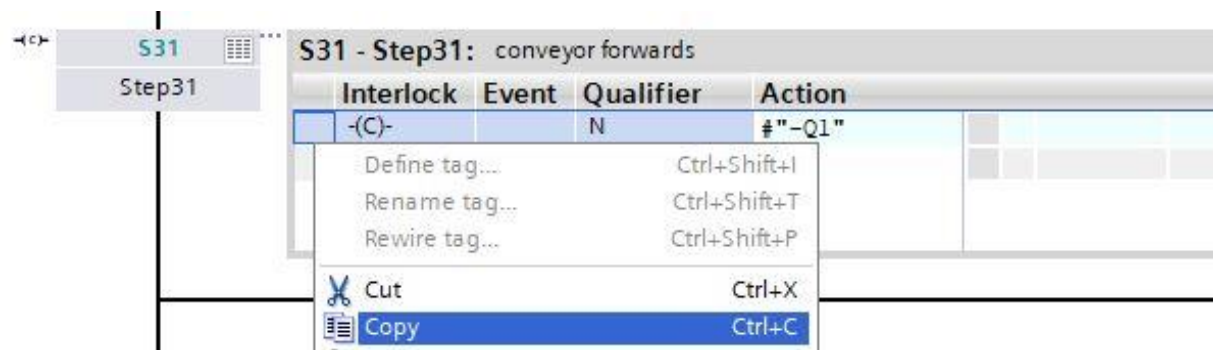 -(c)- S31 S31 - Step31: conveyor forwards
Step31
Interlock Event Qualifier Action
-(C)- N #"-Q1"
Define tag... Ctrl+Shift+I
Rename tag... Ctrl+Shift+T
Rewire tag... Ctrl+Shift+P
Cut Ctrl+X
Copy Ctrl+C